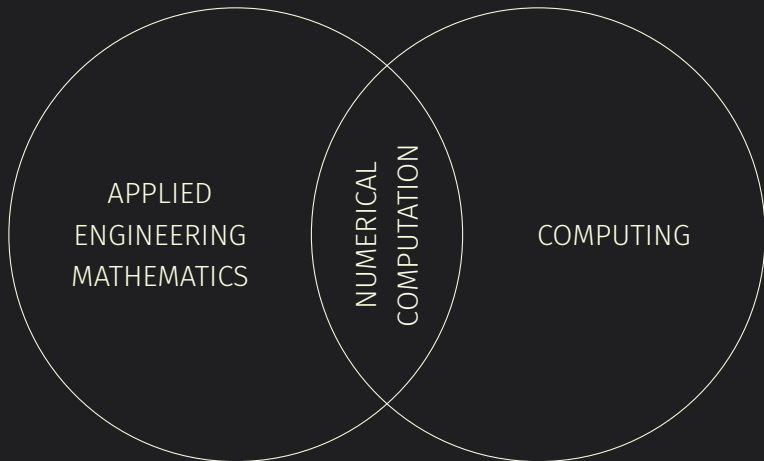 APPLIED
ENGINEERING
MATHEMATICS
NUMERICAL
COMPUTATION
COMPUTING